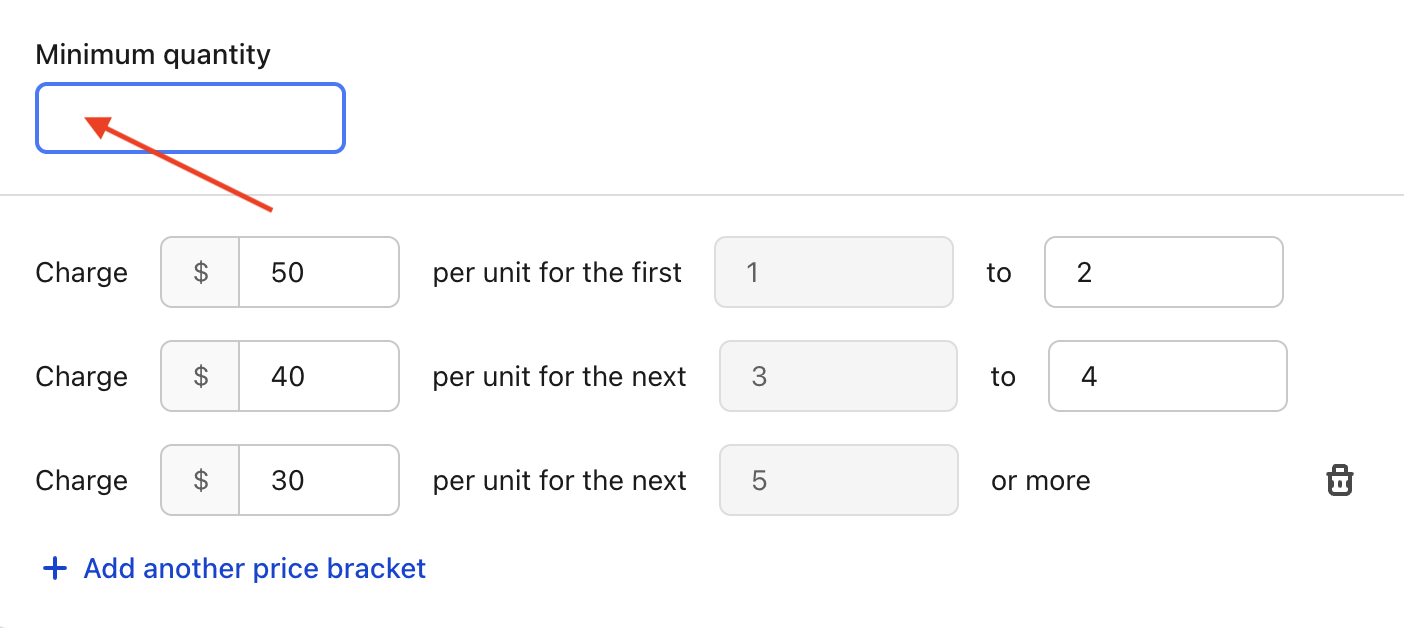 Minimum quantity
Charge $ 50 per unit for the first 1 to 2
Charge $ 40 per unit for the next 3 to 4
Charge $ 30 per unit for the next 5 or more
+ Add another price bracket